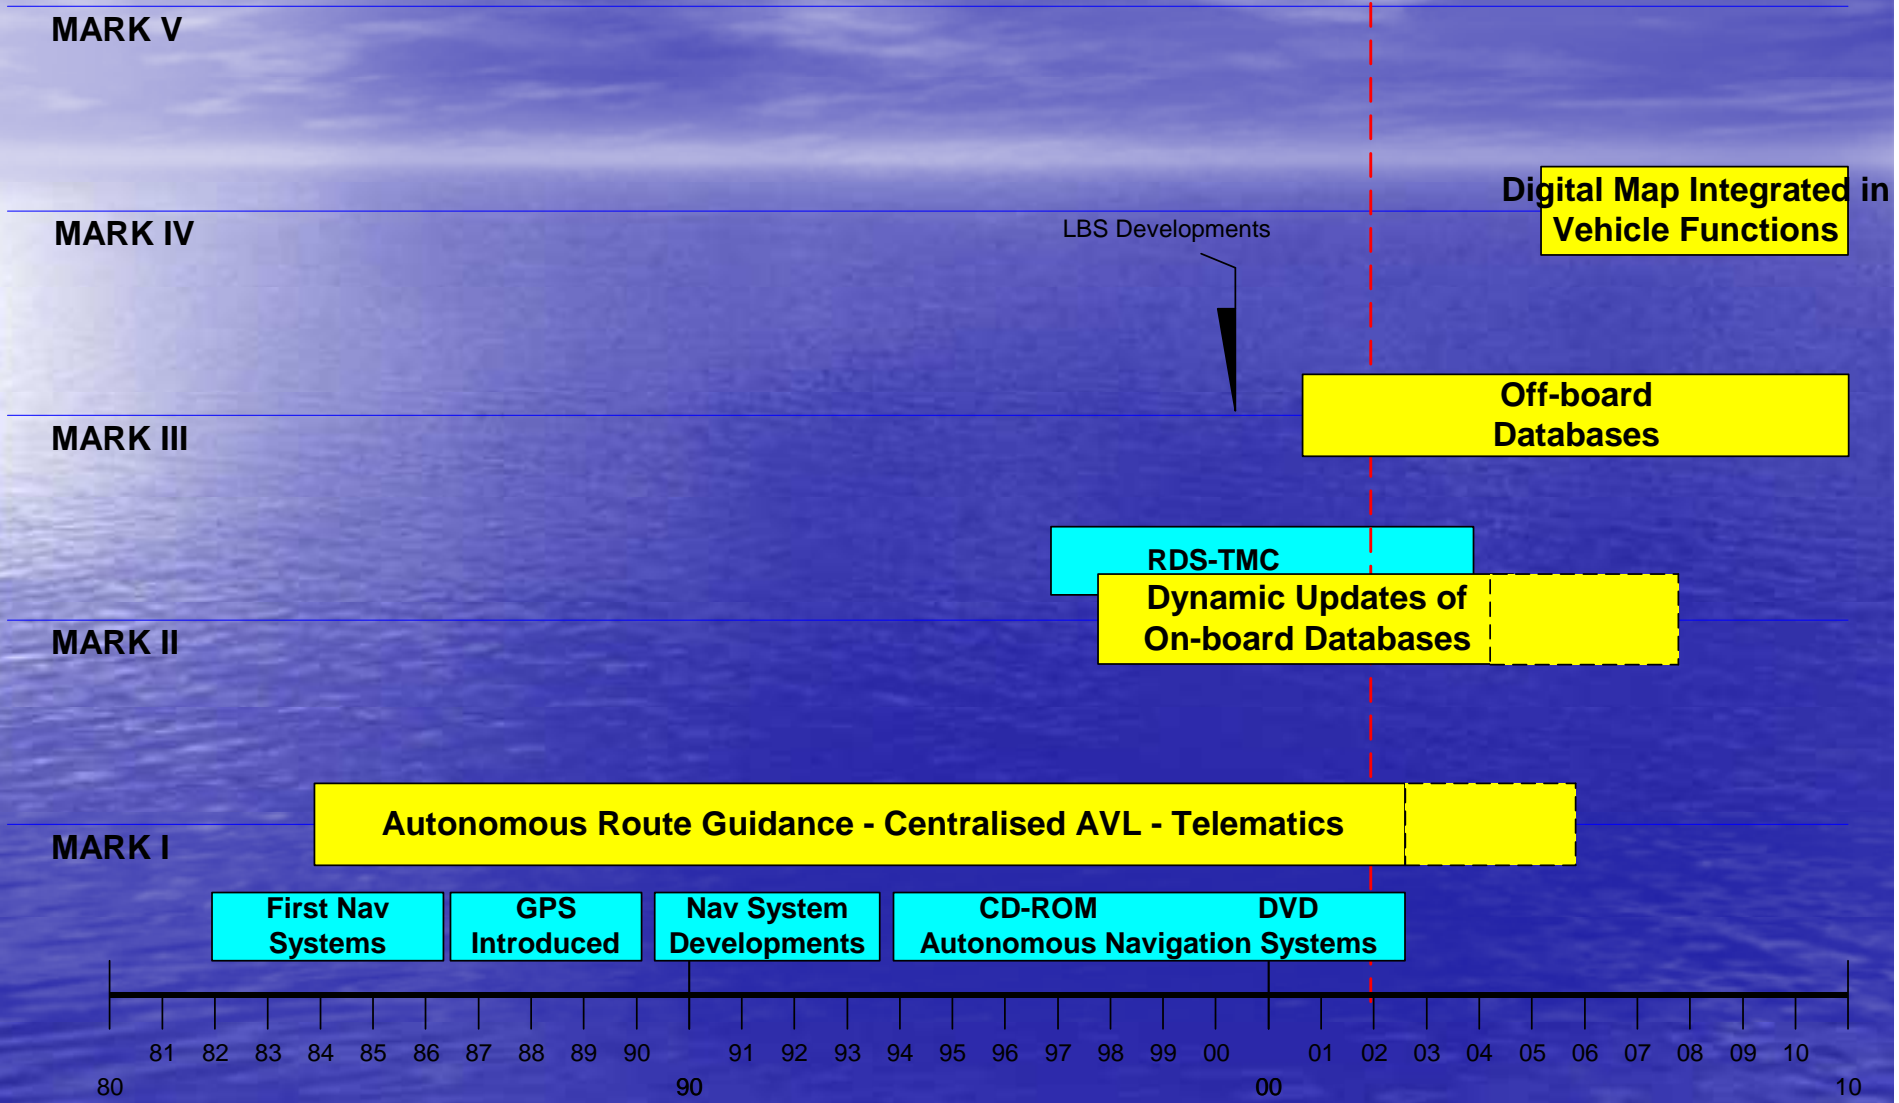 MARK V
Digital Map Integrated in
Vehicle Functions
MARK IV
LBS Developments
Off-board
Databases
MARK III
RDS-TMC
Dynamic Updates of
On-board Databases
MARK II
Autonomous Route Guidance - Centralised AVL - Telematics
MARK I
First Nav
Systems
GPS
Introduced
Nav System
Developments
CD-ROM DVD
Autonomous Navigation Systems
81 82 83 84 85 86 87 88 89 90 91 92 93 94 95 96 97 98 99 00 01 02 03 04 05 06 07 08 09 10
80 90 00 10